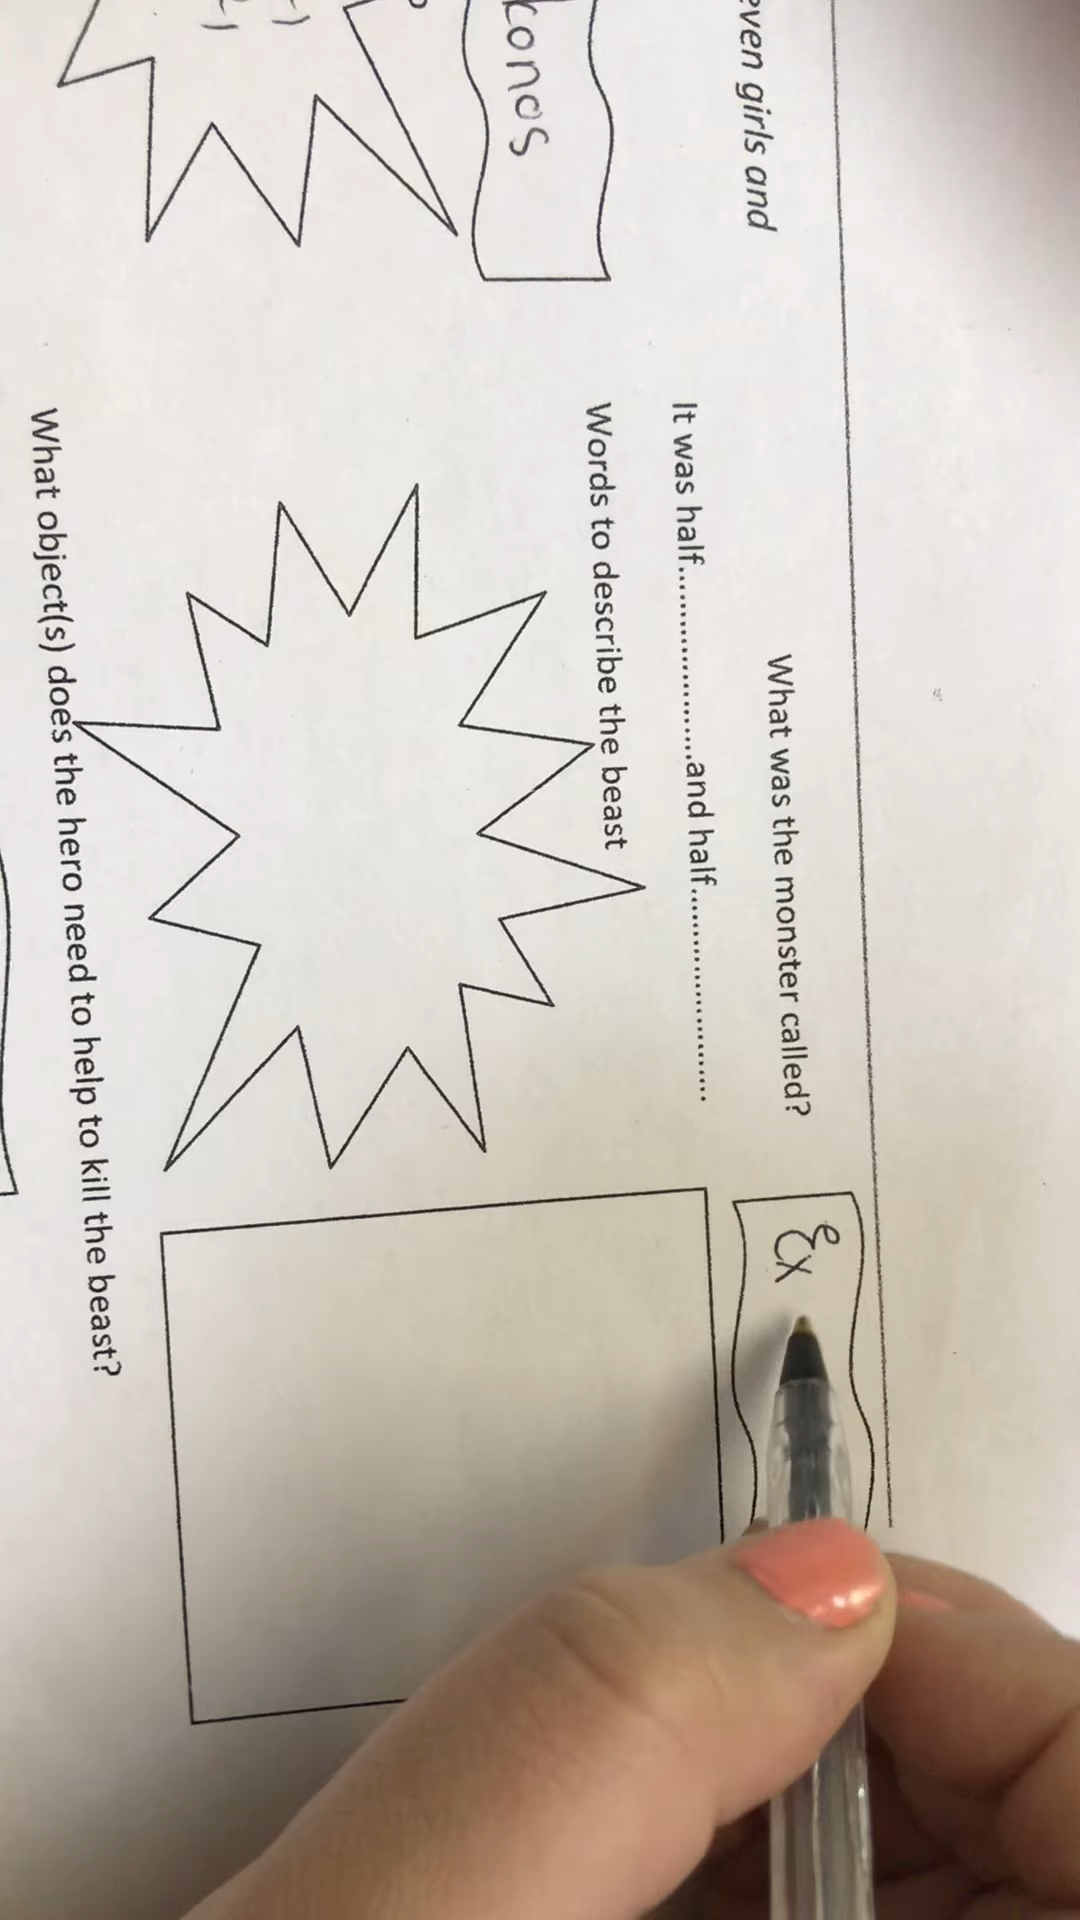 even girls and
What was the monster called?
Ex
konos
It was half......................and half........................
Words to describe the beast
What object(s) does the hero need to help to kill the beast?